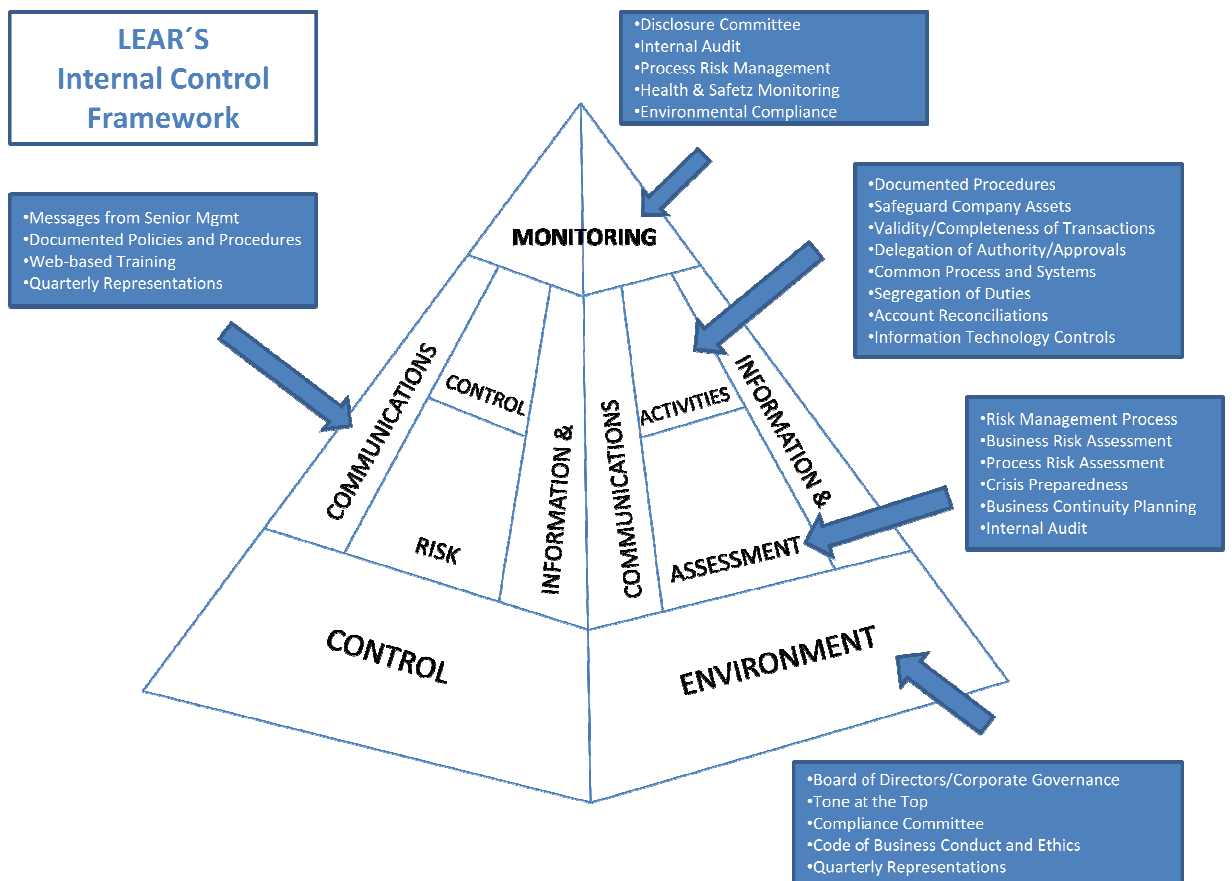 LEAR´S
Internal Control
Framework
•Disclosure Committee
•Internal Audit
•Process Risk Management
•Health & Safetz Monitoring
•Environmental Compliance
•Messages from Senior Mgmt
•Documented Policies and Procedures
•Web-based Training
•Quarterly Representations
•Documented Procedures
•Safeguard Company Assets
•Validity/Completeness of Transactions
•Delegation of Authority/Approvals
•Common Process and Systems
•Segregation of Duties
•Account Reconciliations
•Information Technology Controls
MONITORING
COMMUNICATIONS
CONTROL
INFORMATION &
COMMUNICATIONS
ACTIVITIES
INFORMATION &
RISK
ASSESSMENT
•Risk Management Process
•Business Risk Assessment
•Process Risk Assessment
•Crisis Preparedness
•Business Continuity Planning
•Internal Audit
CONTROL
ENVIRONMENT
•Board of Directors/Corporate Governance
•Tone at the Top
•Compliance Committee
•Code of Business Conduct and Ethics
•Quarterly Representations